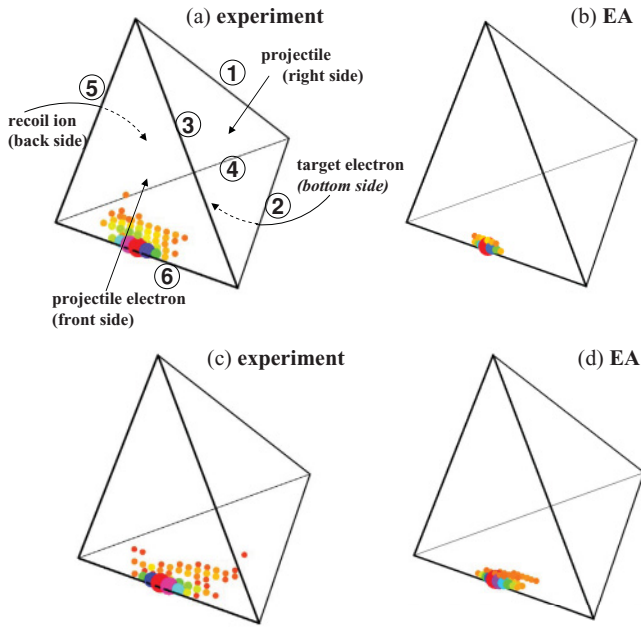 (a) experiment
(b) EA
①
projectile
(right side)
⑤
③
recoil ion
(back side)
④
target electron
(bottom side)
②
⑥
projectile electron
(front side)
(c) experiment
(d) EA